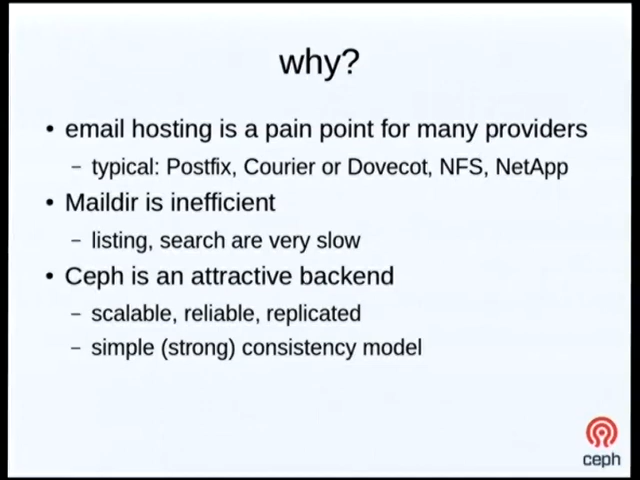 why?
• email hosting is a pain point for many providers
– typical: Postfix, Courier or Dovecot, NFS, NetApp
• Maildir is inefficient
– listing, search are very slow
• Ceph is an attractive backend
– scalable, reliable, replicated
– simple (strong) consistency model
ceph